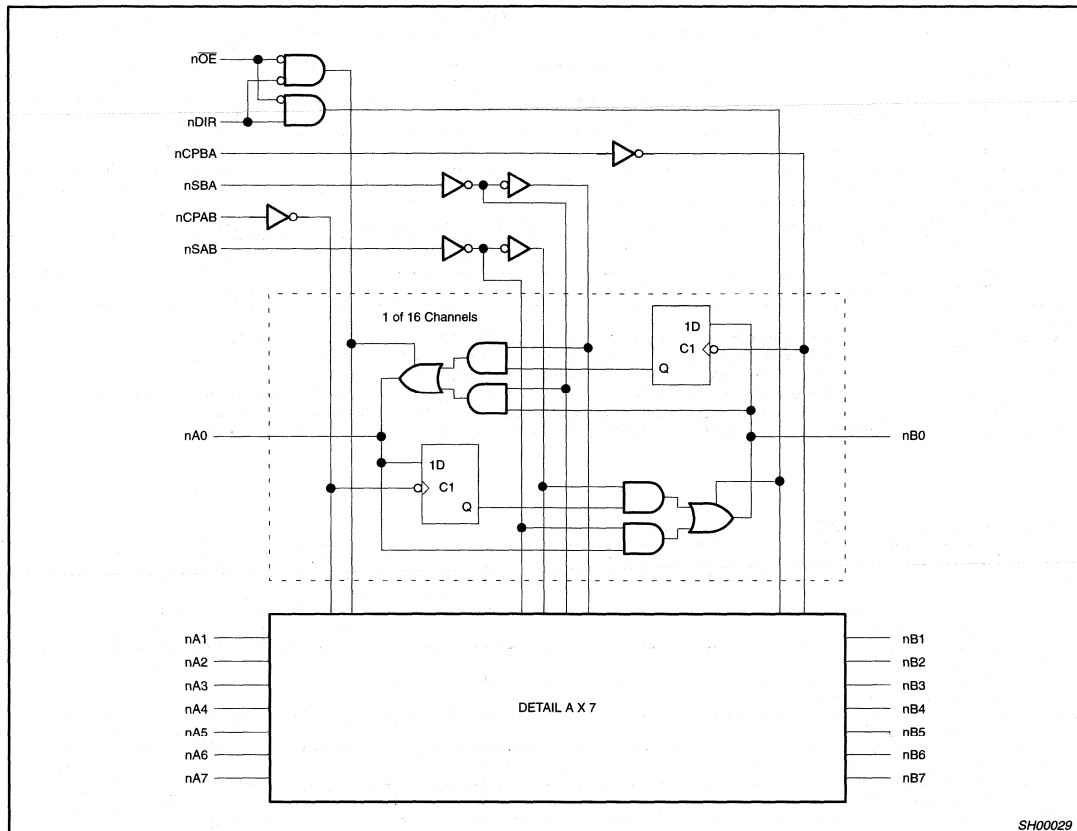 nO̅E̅
nDIR
nCPBA
nSBA
nCPAB
nSAB
1 of 16 Channels
1D
C1
Q
nA0
nB0
1D
C1
Q
nA1
nB1
nA2
nB2
nA3
nB3
nA4
DETAIL A X 7
nB4
nA5
nB5
nA6
nB6
nA7
nB7
SH00029